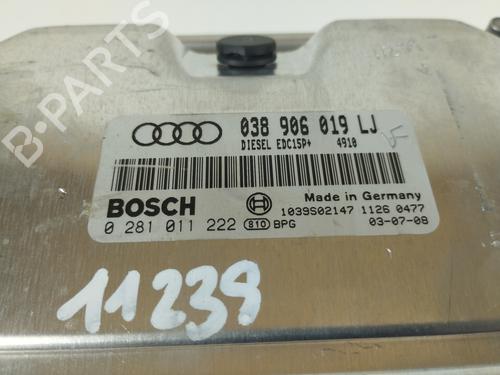 038 906 019 LJ
DIESEL EDC15P+ 4910
BOSCH
Made in Germany
0 281 011 222 810 BPG
1039S02147 1126 0477
03-07-08
11239
B-PARTS